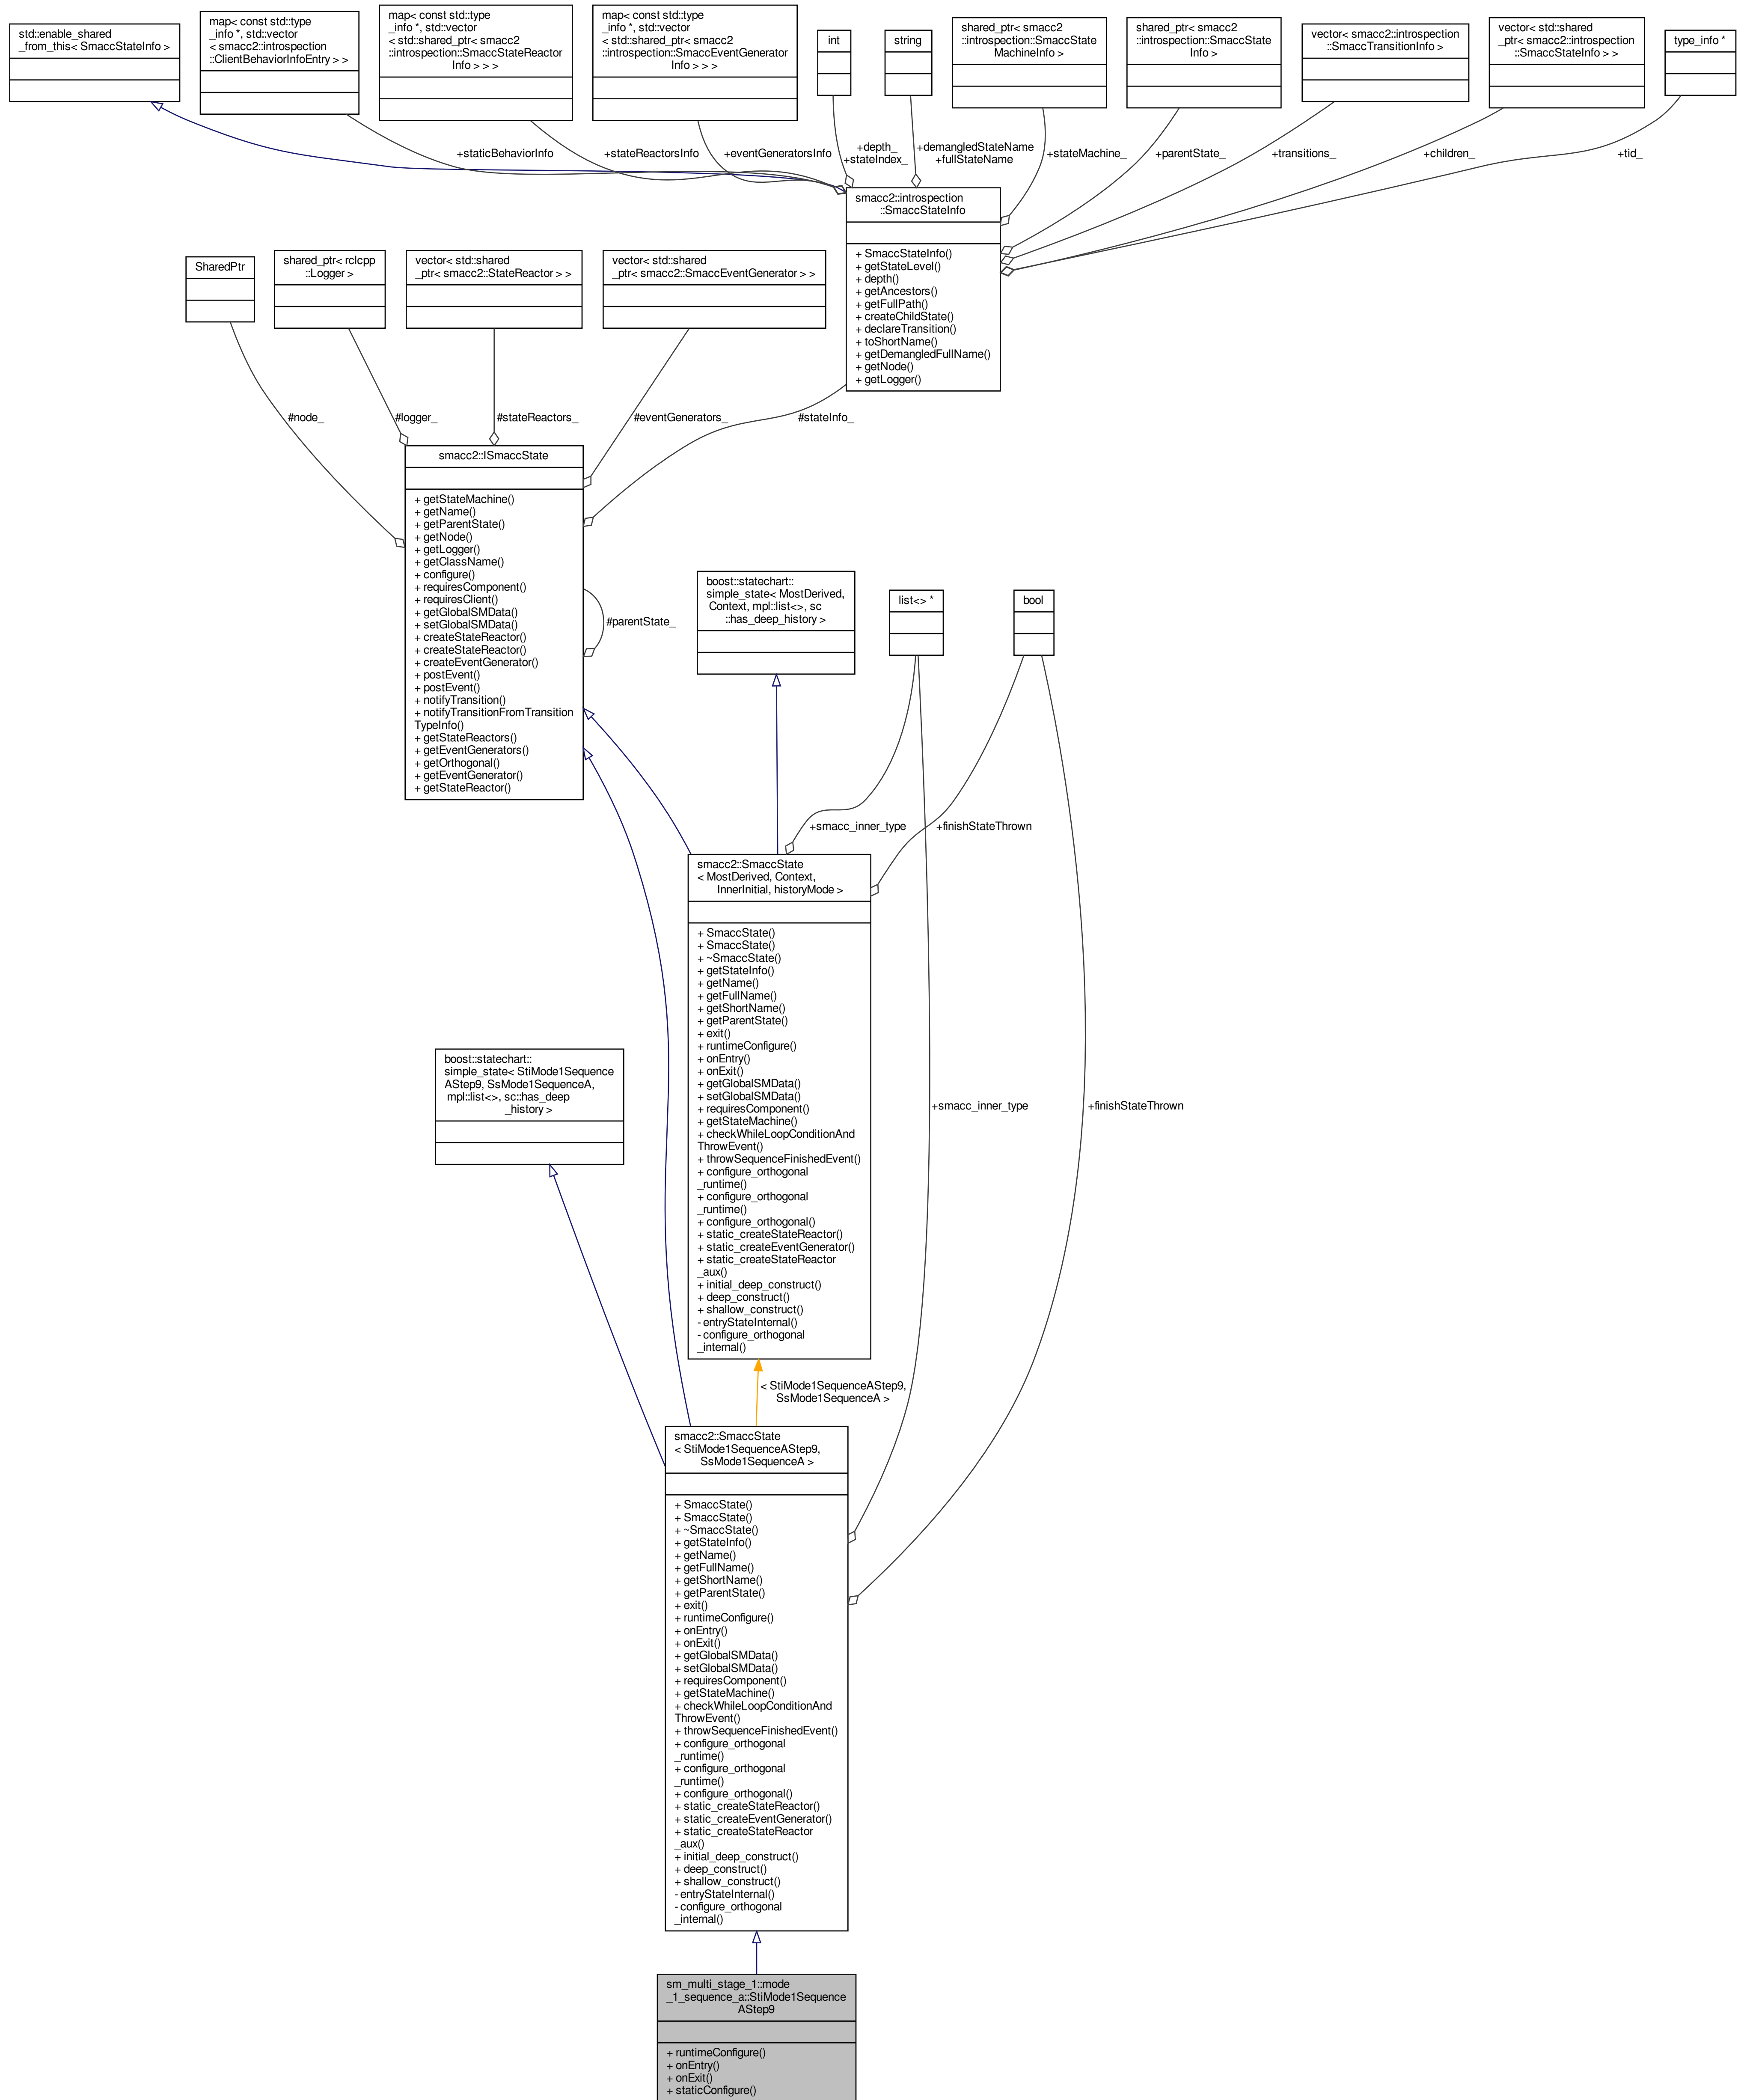 std::enable_shared
_from_this< SmaccStateInfo >
map< const std::type
_info *, std::vector
< smacc2::introspection
::ClientBehaviorInfoEntry > >
map< const std::type
_info *, std::vector
< std::shared_ptr< smacc2
::introspection::SmaccStateReactor
Info > > >
map< const std::type
_info *, std::vector
< std::shared_ptr< smacc2
::introspection::SmaccEventGenerator
Info > > >
int
string
shared_ptr< smacc2
::introspection::SmaccState
MachineInfo >
shared_ptr< smacc2
::introspection::SmaccState
Info >
vector< smacc2::introspection
::SmaccTransitionInfo >
vector< std::shared
_ptr< smacc2::introspection
::SmaccStateInfo > >
type_info *
+staticBehaviorInfo
+stateReactorsInfo
+eventGeneratorsInfo
+depth_
+stateIndex_
+demangledStateName
+fullStateName
+stateMachine_
+parentState_
+transitions_
+children_
+tid_
smacc2::introspection
::SmaccStateInfo
+ SmaccStateInfo()
+ getStateLevel()
+ depth()
+ getAncestors()
+ getFullPath()
+ createChildState()
+ declareTransition()
+ toShortName()
+ getDemangledFullName()
+ getNode()
+ getLogger()
SharedPtr
shared_ptr< rclcpp
::Logger >
vector< std::shared
_ptr< smacc2::StateReactor > >
vector< std::shared
_ptr< smacc2::SmaccEventGenerator > >
#node_
#logger_
#stateReactors_
#eventGenerators_
#stateInfo_
smacc2::ISmaccState
+ getStateMachine()
+ getName()
+ getParentState()
+ getNode()
+ getLogger()
+ getClassName()
+ configure()
+ requiresComponent()
+ requiresClient()
+ getGlobalSMData()
+ setGlobalSMData()
+ createStateReactor()
+ createStateReactor()
+ createEventGenerator()
+ postEvent()
+ postEvent()
+ notifyTransition()
+ notifyTransitionFromTransition
TypeInfo()
+ getStateReactors()
+ getEventGenerators()
+ getOrthogonal()
+ getEventGenerator()
+ getStateReactor()
#parentState_
boost::statechart::
simple_state< MostDerived,
Context, mpl::list<>, sc
::has_deep_history >
list<> *
bool
+smacc_inner_type
+finishStateThrown
smacc2::SmaccState
< MostDerived, Context,
InnerInitial, historyMode >
+ SmaccState()
+ SmaccState()
+ ~SmaccState()
+ getStateInfo()
+ getName()
+ getFullName()
+ getShortName()
+ getParentState()
+ exit()
+ runtimeConfigure()
+ onEntry()
+ onExit()
+ getGlobalSMData()
+ setGlobalSMData()
+ requiresComponent()
+ getStateMachine()
+ checkWhileLoopConditionAnd
ThrowEvent()
+ throwSequenceFinishedEvent()
+ configure_orthogonal
_runtime()
+ configure_orthogonal
_runtime()
+ configure_orthogonal()
+ static_createStateReactor()
+ static_createEventGenerator()
+ static_createStateReactor
_aux()
+ initial_deep_construct()
+ deep_construct()
+ shallow_construct()
- entryStateInternal()
- configure_orthogonal
_internal()
boost::statechart::
simple_state< StiMode1Sequence
AStep9, SsMode1SequenceA,
mpl::list<>, sc::has_deep
_history >
+smacc_inner_type
+finishStateThrown
< StiMode1SequenceAStep9,
SsMode1SequenceA >
smacc2::SmaccState
< StiMode1SequenceAStep9,
SsMode1SequenceA >
+ SmaccState()
+ SmaccState()
+ ~SmaccState()
+ getStateInfo()
+ getName()
+ getFullName()
+ getShortName()
+ getParentState()
+ exit()
+ runtimeConfigure()
+ onEntry()
+ onExit()
+ getGlobalSMData()
+ setGlobalSMData()
+ requiresComponent()
+ getStateMachine()
+ checkWhileLoopConditionAnd
ThrowEvent()
+ throwSequenceFinishedEvent()
+ configure_orthogonal
_runtime()
+ configure_orthogonal
_runtime()
+ configure_orthogonal()
+ static_createStateReactor()
+ static_createEventGenerator()
+ static_createStateReactor
_aux()
+ initial_deep_construct()
+ deep_construct()
+ shallow_construct()
- entryStateInternal()
- configure_orthogonal
_internal()
sm_multi_stage_1::mode
_1_sequence_a::StiMode1Sequence
AStep9
+ runtimeConfigure()
+ onEntry()
+ onExit()
+ staticConfigure()